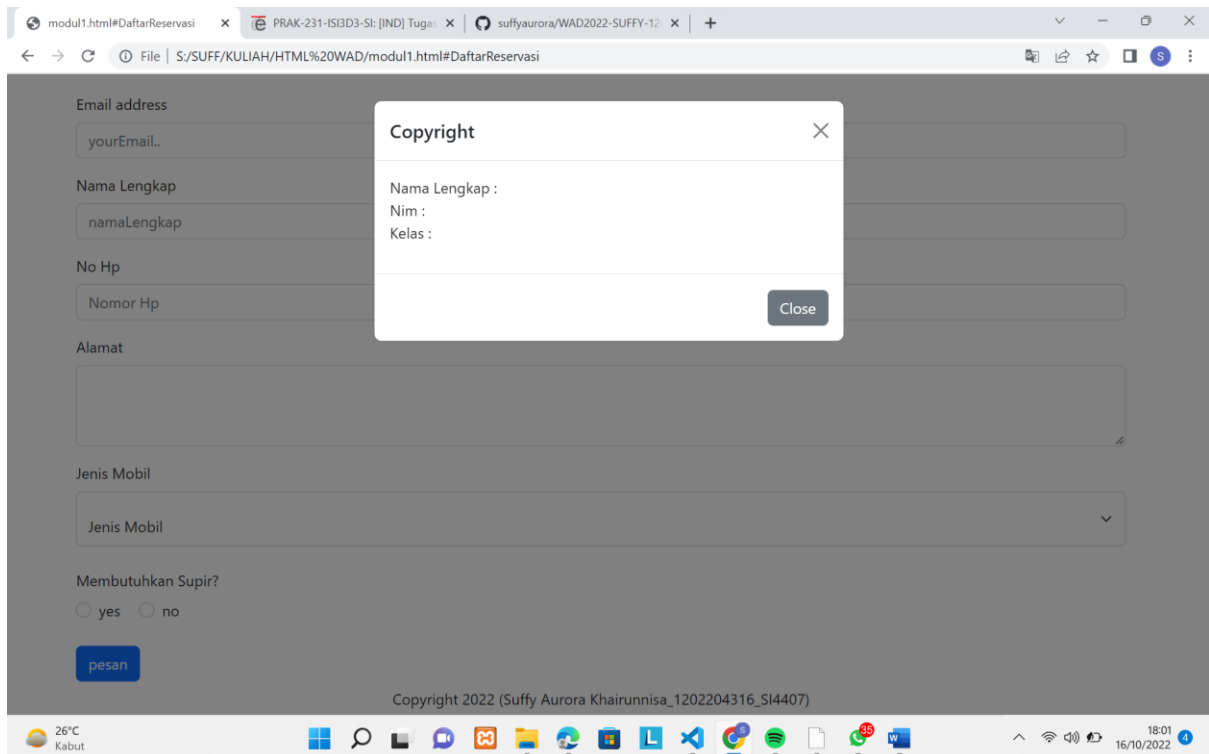 modul1.html#DaftarReservasi
PRAK-231-ISI3D3-SI: [IND] Tugas
suffyaurora/WAD2022-SUFFY-12
File | S:/SUFF/KULIAH/HTML%20WAD/modul1.html#DaftarReservasi
S
Email address
yourEmail..
Nama Lengkap
namaLengkap
No Hp
Nomor Hp
Alamat
Jenis Mobil
Jenis Mobil
Membutuhkan Supir?
yes no
pesan
Copyright
Nama Lengkap :
Nim :
Kelas :
Close
Copyright 2022 (Suffy Aurora Khairunnisa_1202204316_SI4407)
26°C
Kabut
L
S
35
W
18:01
16/10/2022
4